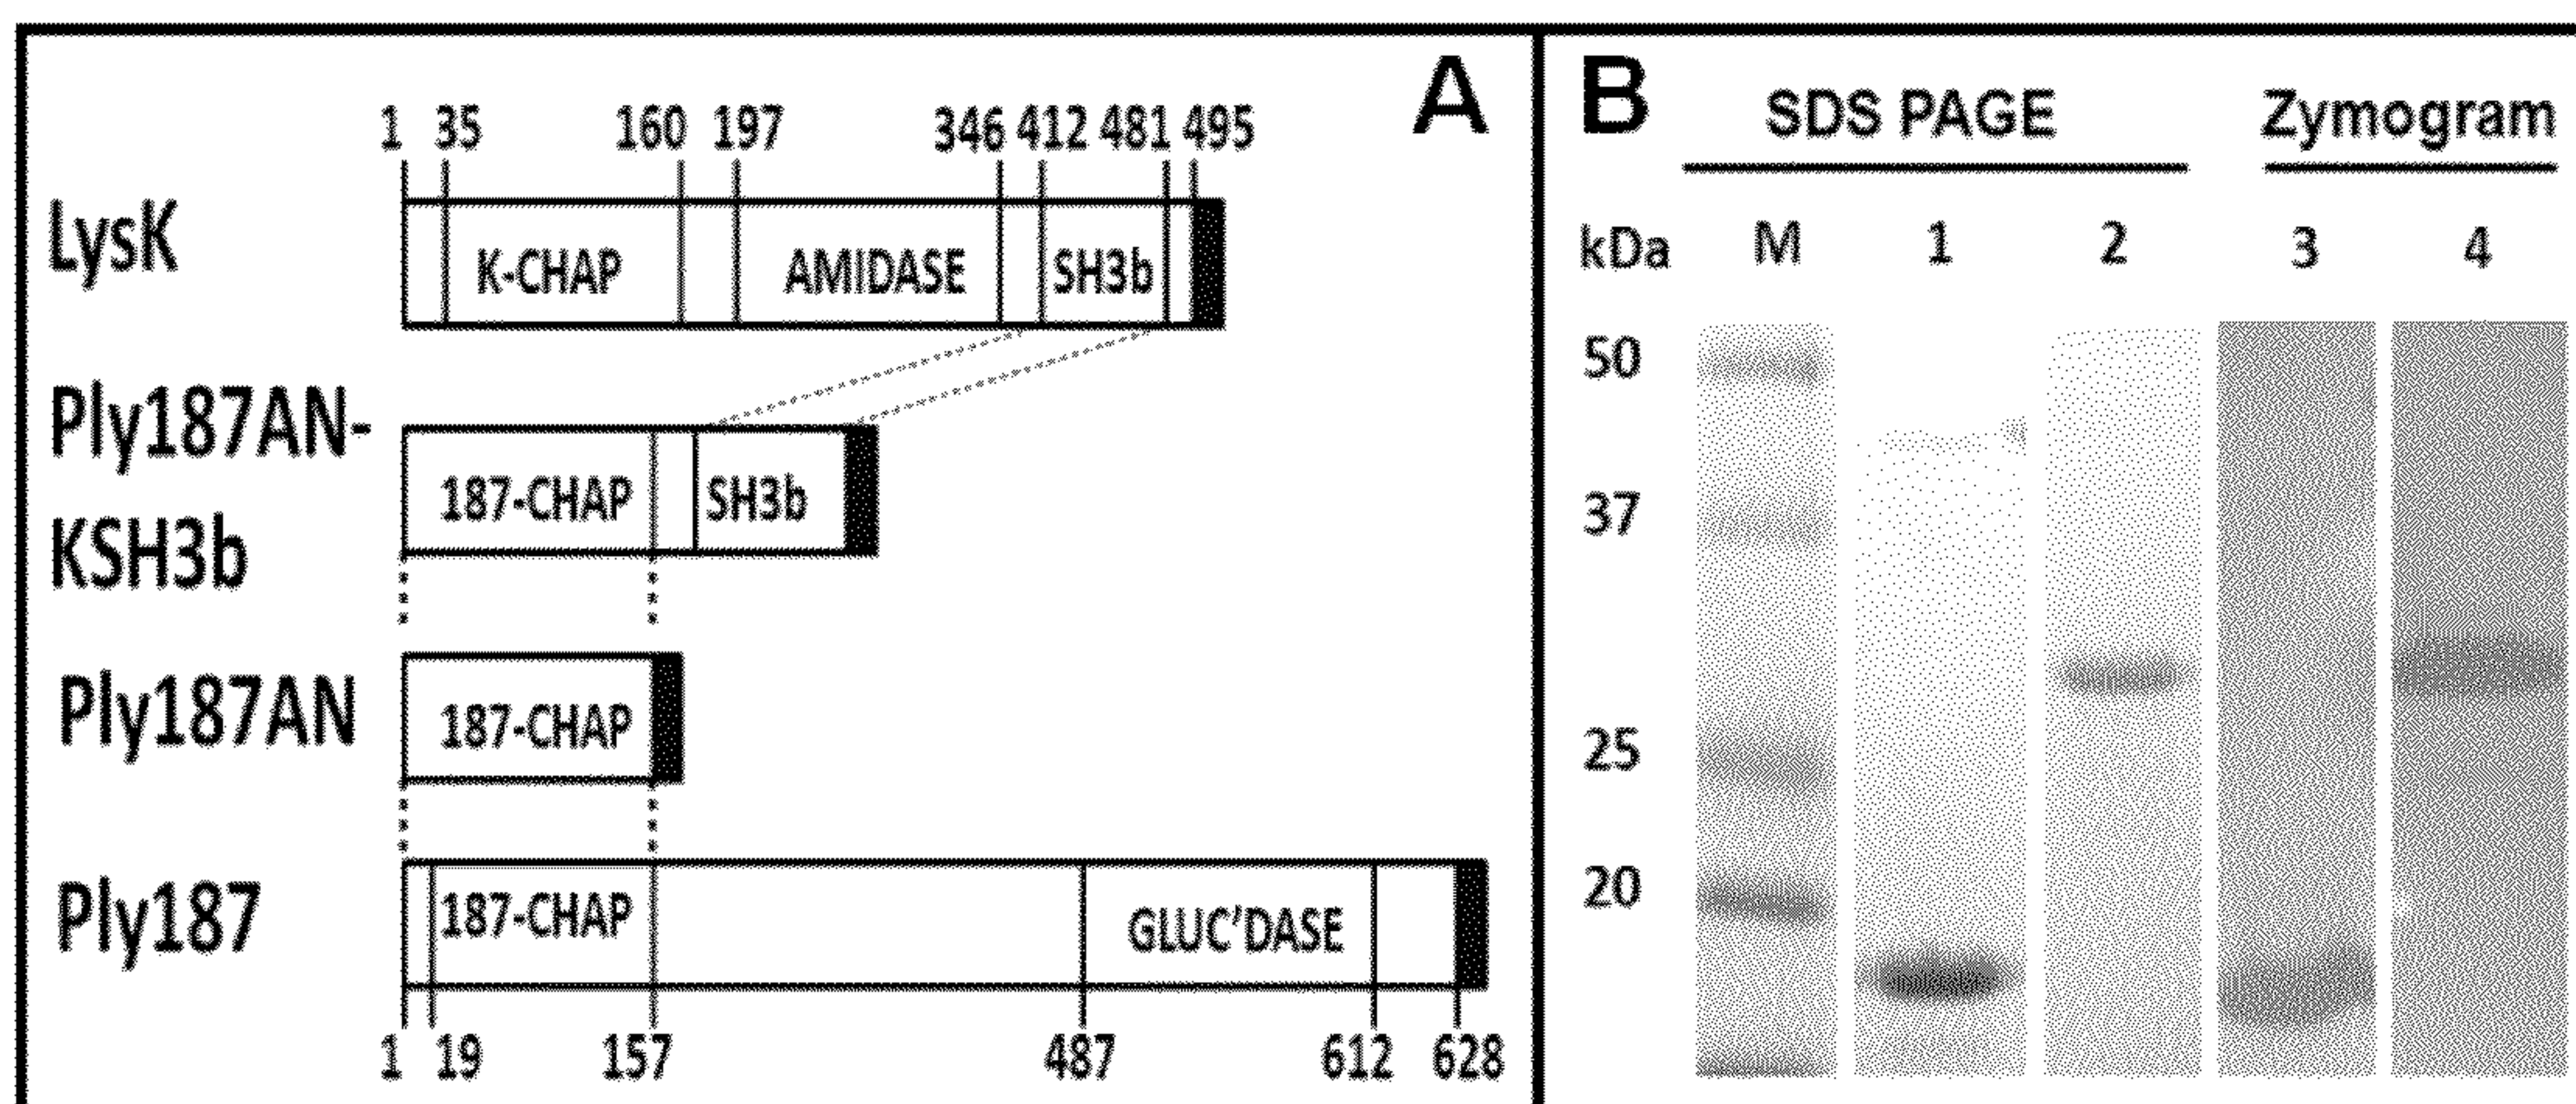 A
1 35 160 197 346 412 481 495
LysK
K-CHAP AMIDASE SH3b
Ply187AN-
KSH3b
187-CHAP SH3b
Ply187AN
187-CHAP
Ply187
187-CHAP GLUC'DASE
1 19 157 487 612 628
B
SDS PAGE Zymogram
kDa M 1 2 3 4
50
37
25
20